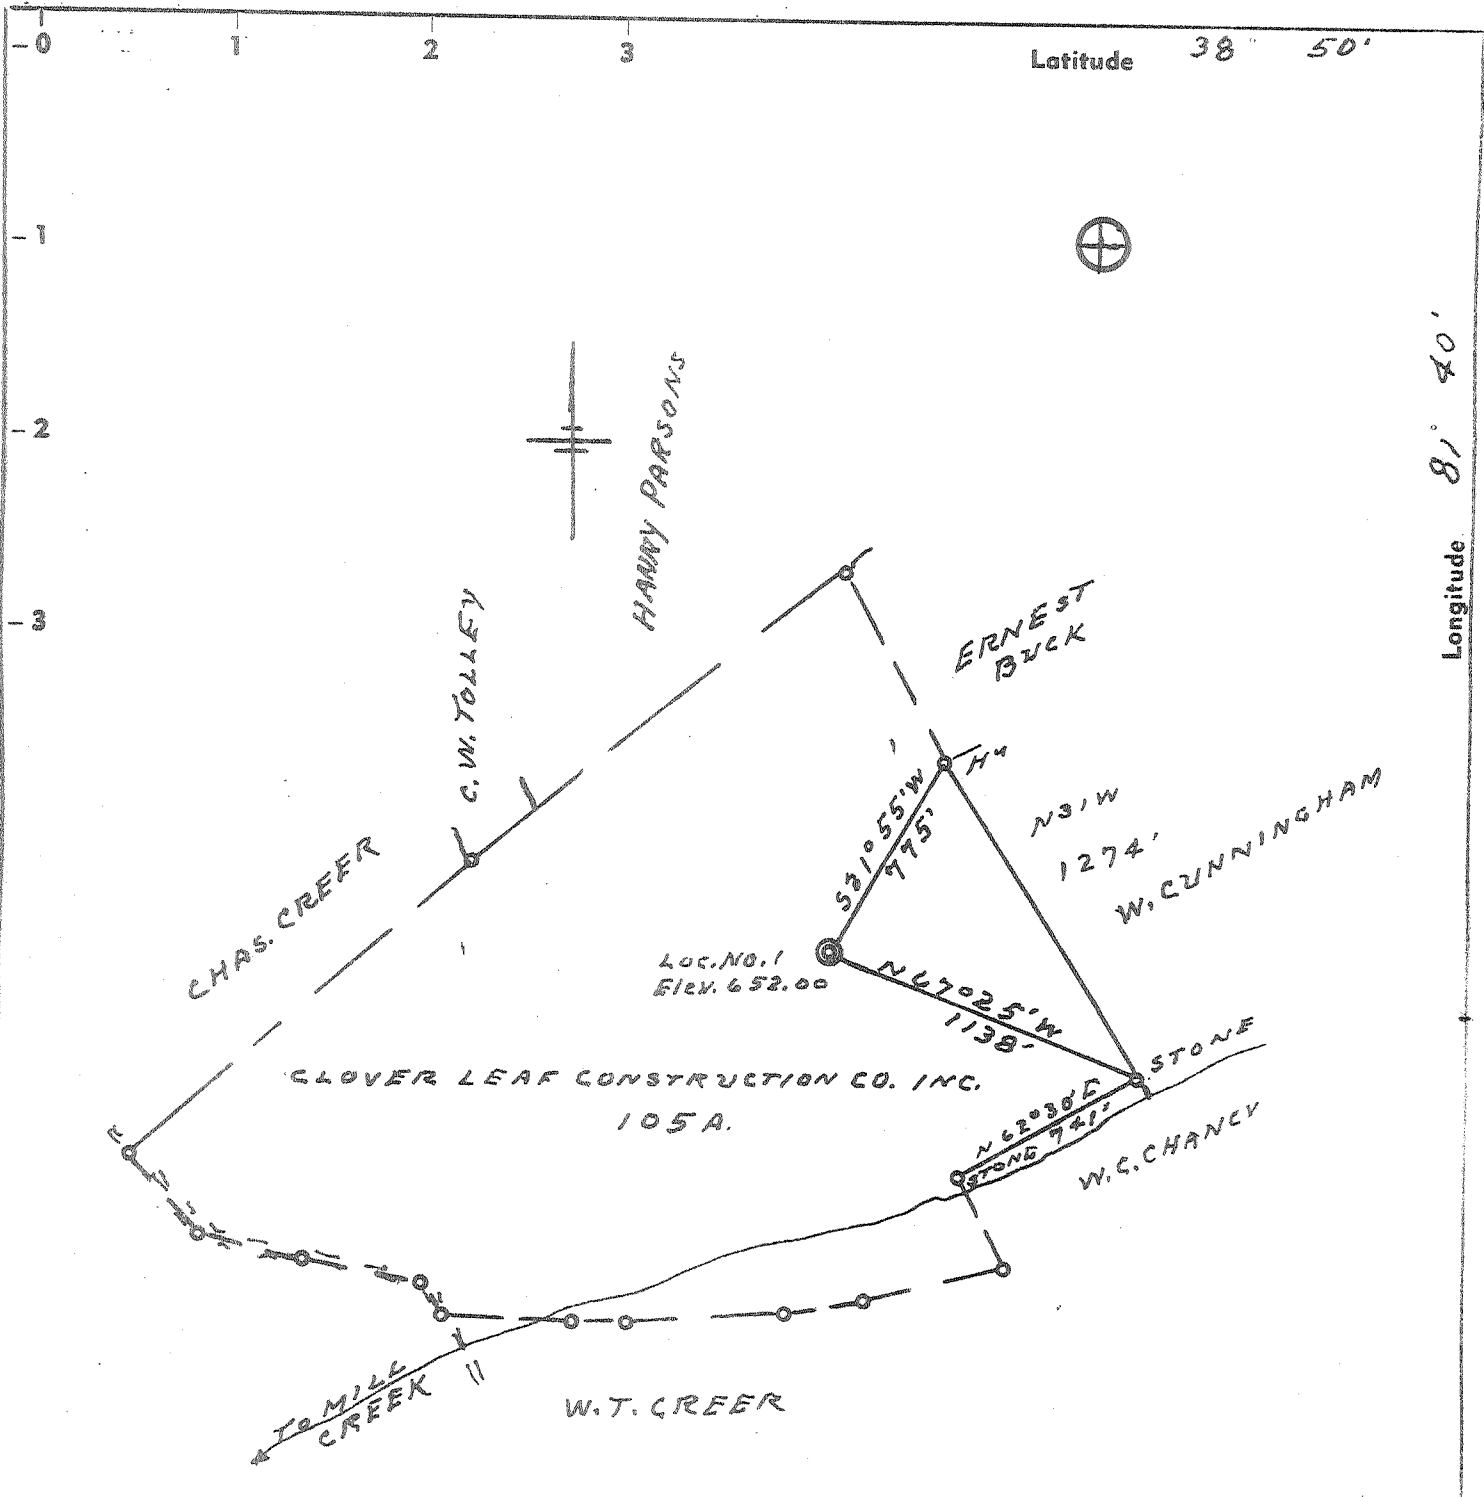 -0 1 2 3
Latitude 38 50'
-1
-2
-3
Longitude 81° 40'
HANNY PARSONS
C.W. TOLLEY
ERNEST
BUCK
CHAS. CREER
S31°55'W
775'
N31W
1274'
W. CUNNINGHAM
Loc. No. 1
Elev. 652.00
N67°25'W
1138'
STONE
CLOVER LEAF CONSTRUCTION CO. INC.
105 A.
N62°30'E
741'
STONE
W.C. CHANCY
TO MILL
CREEK
W.T. GREER